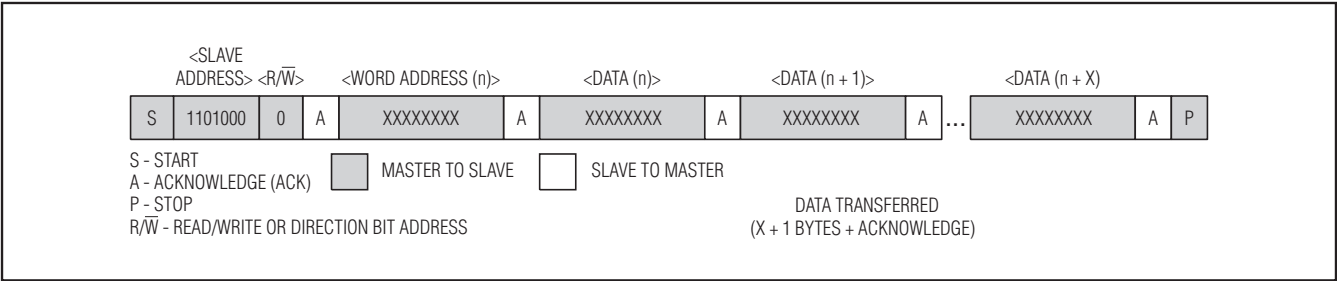 <SLAVE
ADDRESS> <R/W̅> <WORD ADDRESS (n)> <DATA (n)> <DATA (n + 1)> <DATA (n + X)
S 1101000 0 A XXXXXXXX A XXXXXXXX A XXXXXXXX A ... XXXXXXXX A P
S - START
A - ACKNOWLEDGE (ACK) MASTER TO SLAVE SLAVE TO MASTER
P - STOP
R/W̅ - READ/WRITE OR DIRECTION BIT ADDRESS
DATA TRANSFERRED
(X + 1 BYTES + ACKNOWLEDGE)